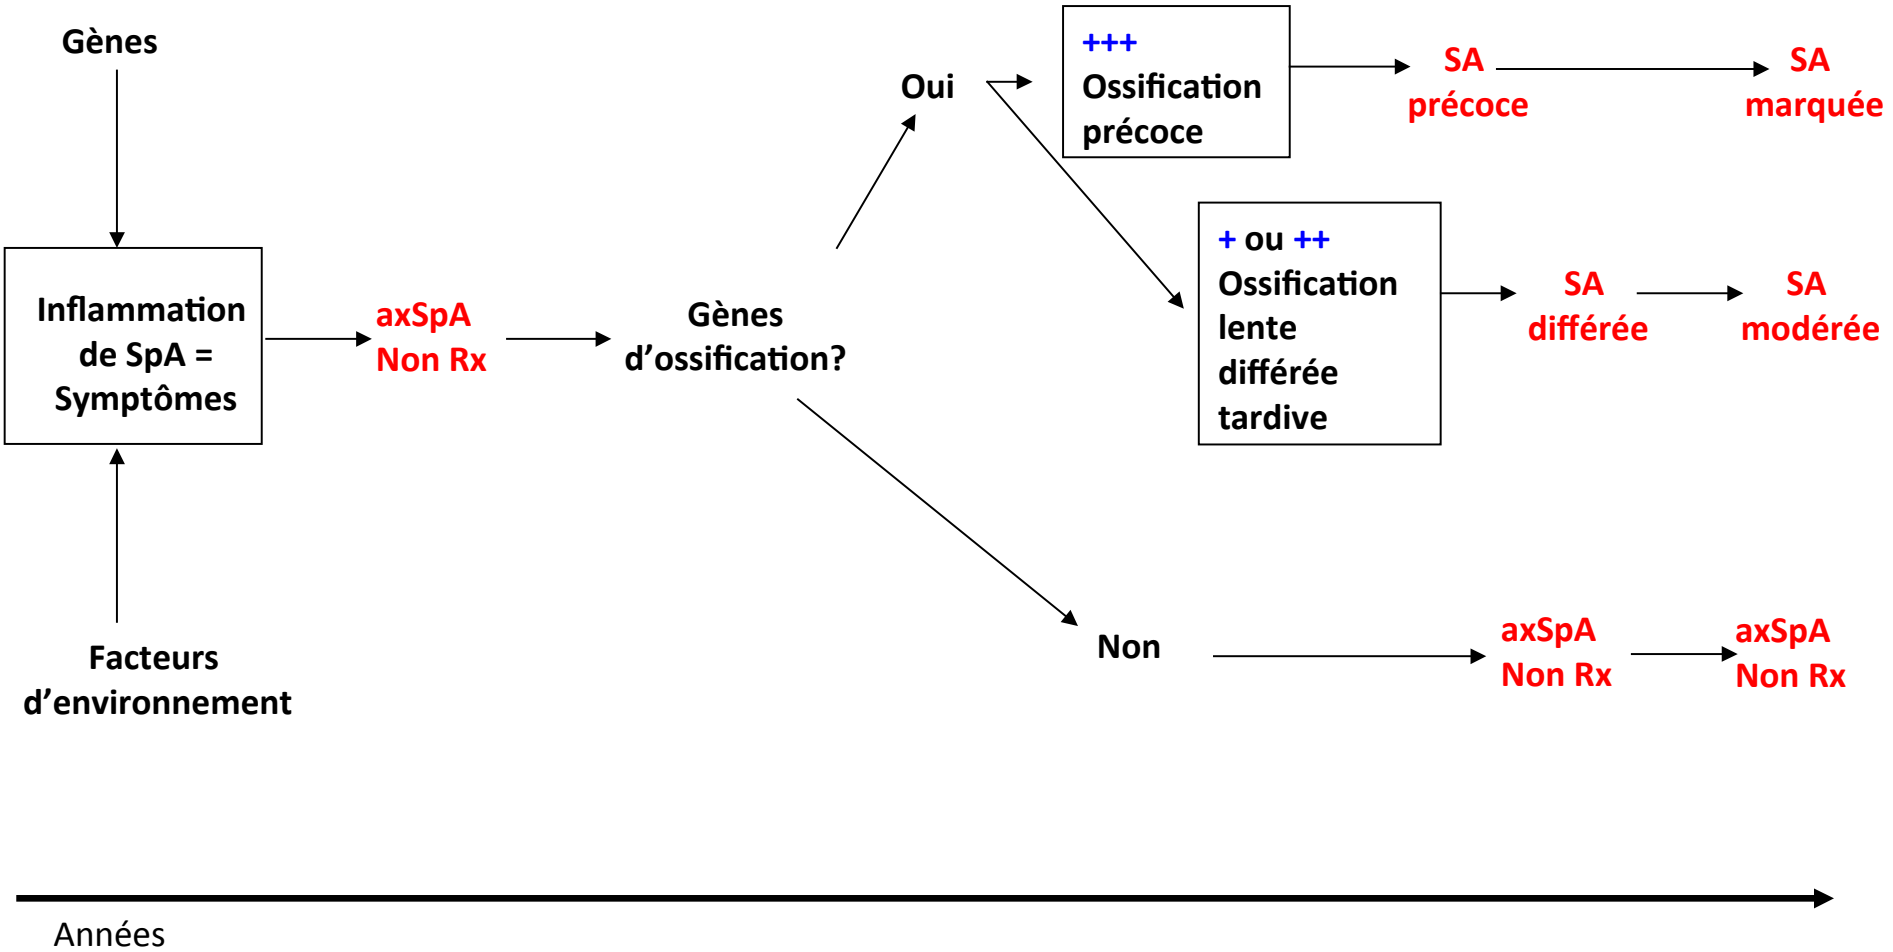 Gènes
Inflammation
de SpA =
Symptômes
Facteurs
d’environnement
axSpA
Non Rx
Gènes
d’ossification?
Oui
+++
Ossification
précoce
SA
précoce
SA
marquée
+ ou ++
Ossification
lente
différée
tardive
SA
différée
SA
modérée
Non
axSpA
Non Rx
axSpA
Non Rx
Années